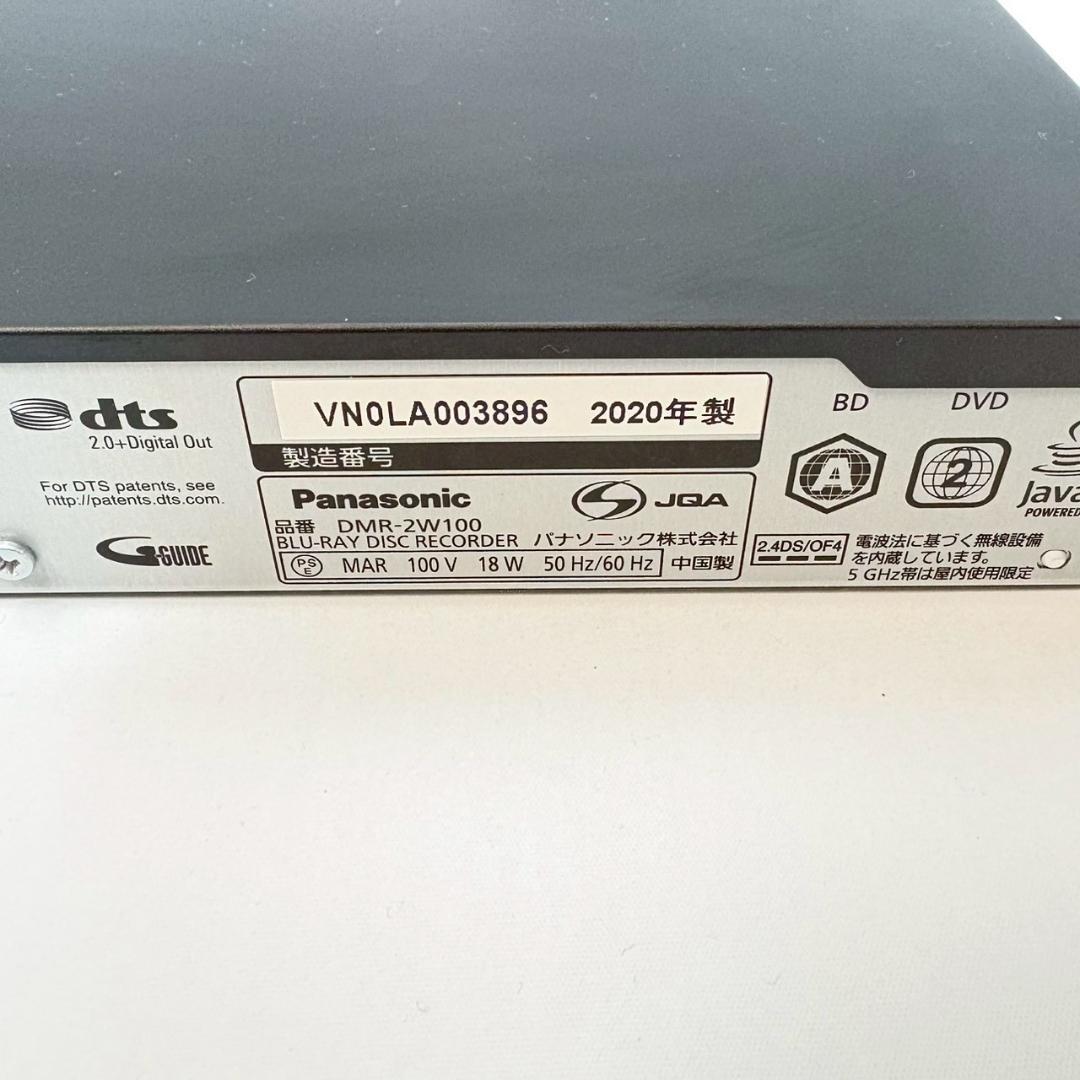 dts
2.0+Digital Out
For DTS patents, see
http://patents.dts.com.
G-GUIDE
VN0LA003896 2020年製
製造番号
Panasonic JQA
品番 DMR-2W100
BLU-RAY DISC RECORDER パナソニック株式会社
PSE MAR 100 V 18 W 50 Hz/60 Hz 中国製
BD DVD
A 2
Java
POWERED
2.4DS/OF4
電波法に基づく無線設備
を内蔵しています。
5 GHz帯は屋内使用限定